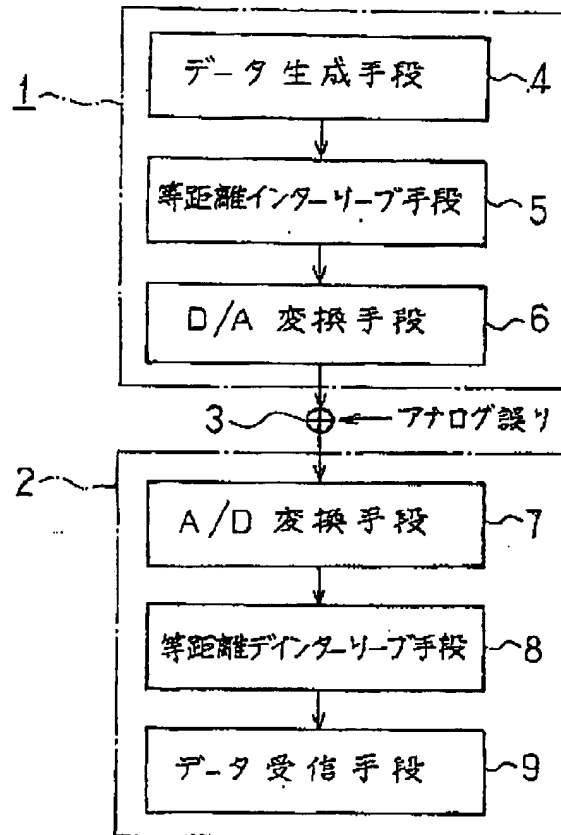 1
データ生成手段
4
等距離インターリーブ手段
5
D/A 変換手段
6
3
アナログ誤り
2
A/D 変換手段
7
等距離デインターリーブ手段
8
データ受信手段
9